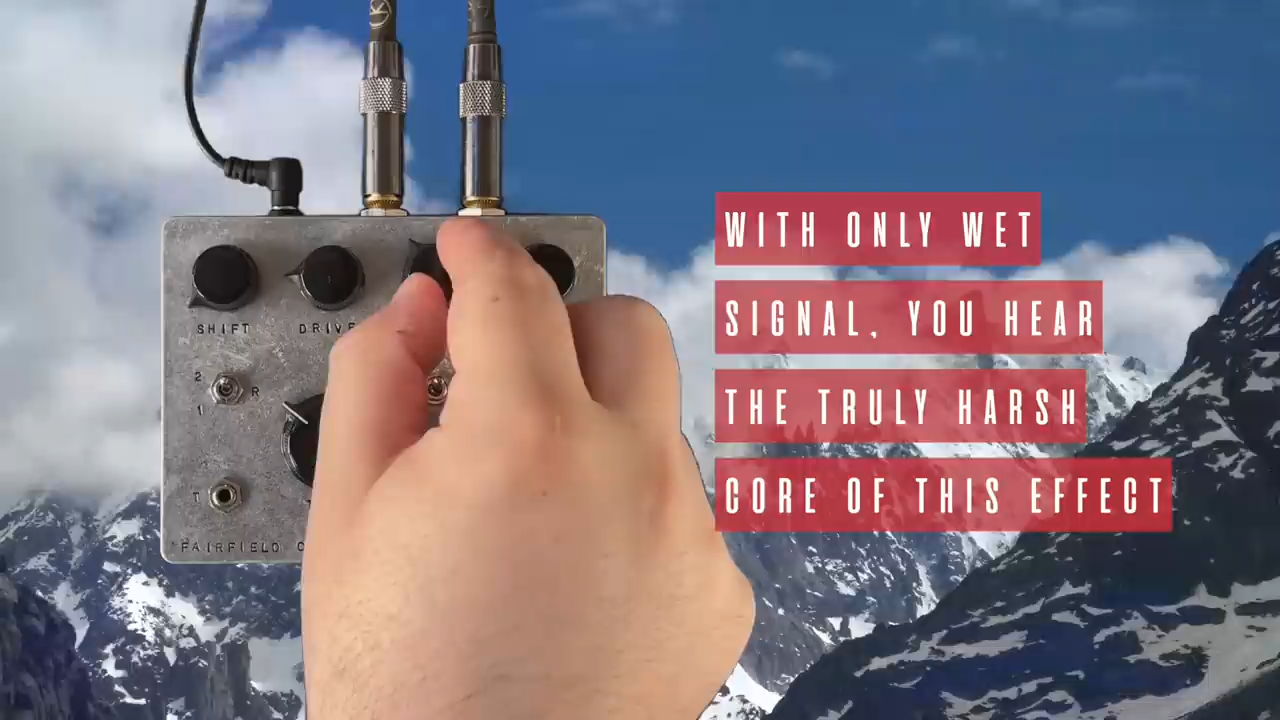 WITH ONLY WET
SIGNAL, YOU HEAR
THE TRULY HARSH
CORE OF THIS EFFECT
SHIFT DRIVE
2
R
1
T
FAIRFIELD C